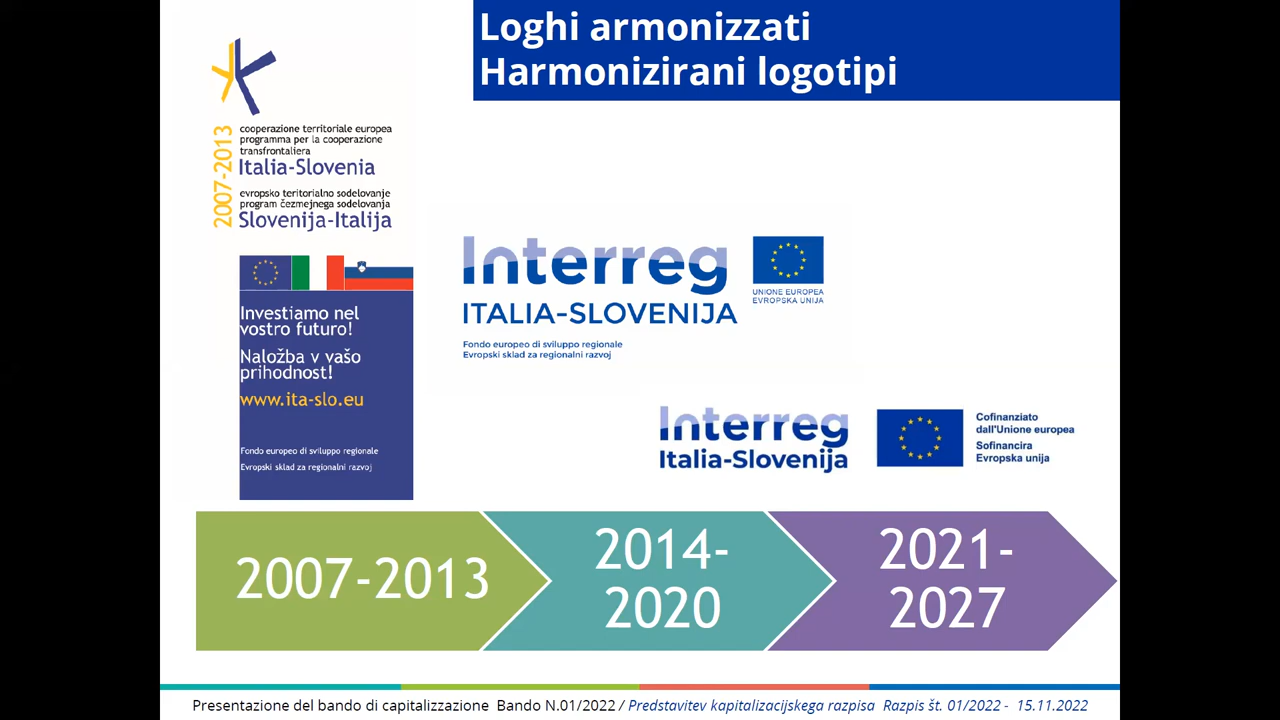 Loghi armonizzati
Harmonizirani logotipi
2007-2013
cooperazione territoriale europea
programma per la cooperazione
transfrontaliera
Italia-Slovenia
evropsko teritorialno sodelovanje
program čezmejnega sodelovanja
Slovenija-Italija
Investiamo nel
vostro futuro!
Naložba v vašo
prihodnost!
www.ita-slo.eu
Fondo europeo di sviluppo regionale
Evropski sklad za regionalni razvoj
Interreg
ITALIA-SLOVENIJA
UNIONE EUROPEA
EVROPSKA UNIJA
Fondo europeo di sviluppo regionale
Evropski sklad za regionalni razvoj
Interreg
Italia-Slovenija
Cofinanziato
dall'Unione europea
Sofinancira
Evropska unija
2007-2013
2014-
2020
2021-
2027
Presentazione del bando di capitalizzazione Bando N.01/2022 / Predstavitev kapitalizacijskega razpisa Razpis št. 01/2022 - 15.11.2022